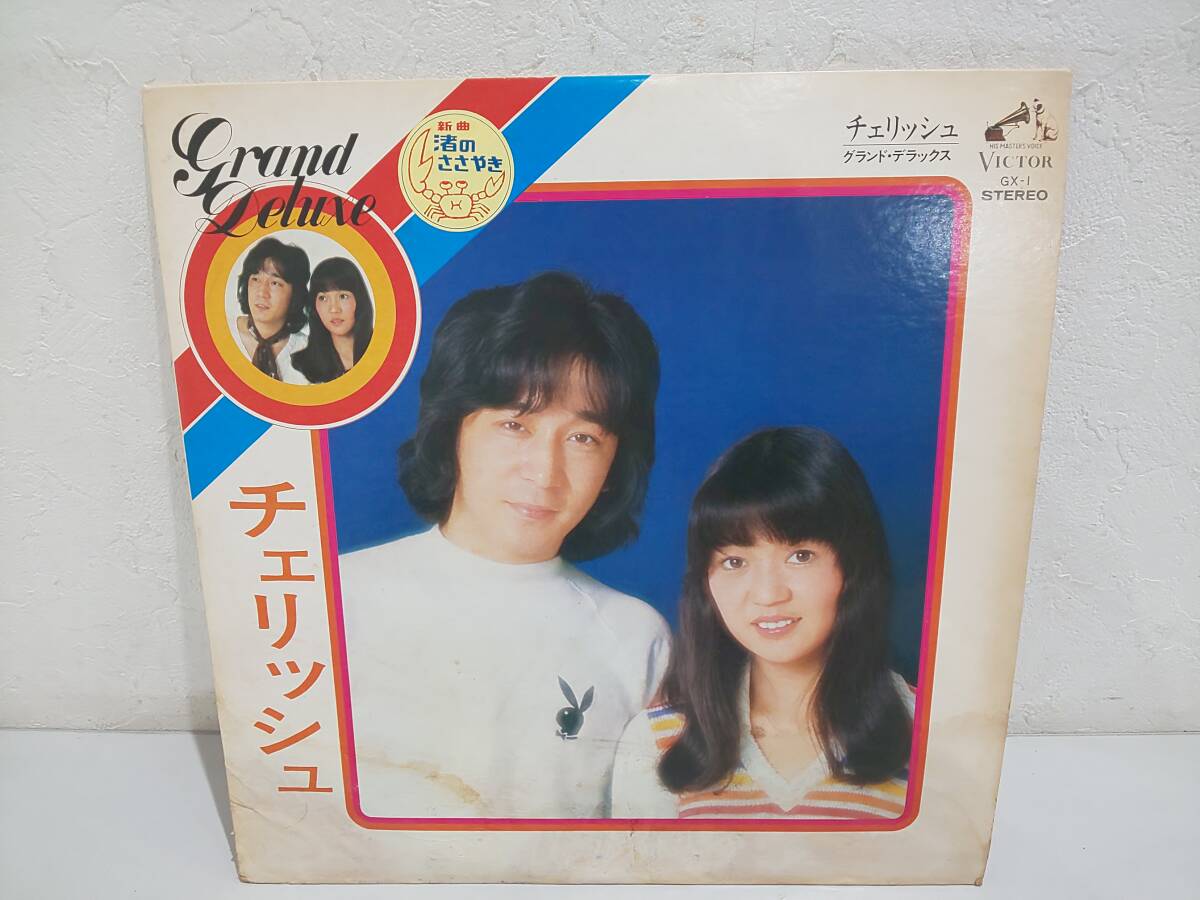 Grand
Deluxe
新曲
渚の
ささやき
チェリッシュ
グランド・デラックス
HIS MASTER'S VOICE
VICTOR
GX-1
STEREO
チェリッシュ